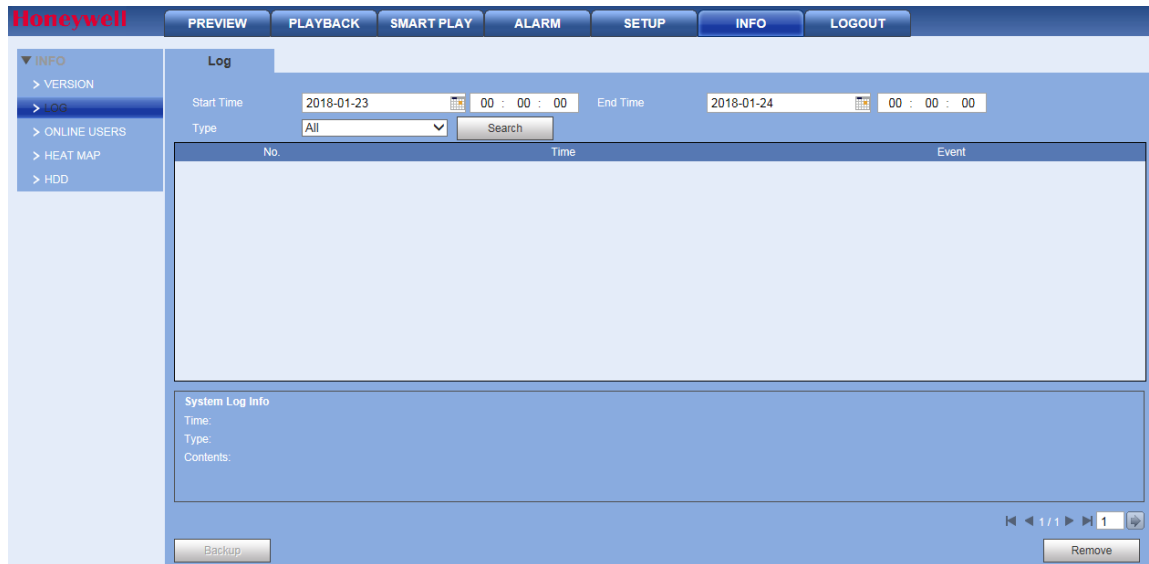 Honeywell
PREVIEW PLAYBACK SMART PLAY ALARM SETUP INFO LOGOUT
INFO
> VERSION
> LOG
> ONLINE USERS
> HEAT MAP
> HDD
Log
Start Time 2018-01-23 00 : 00 : 00 End Time 2018-01-24 00 : 00 : 00
Type All Search
No. Time Event
System Log Info
Time:
Type:
Contents:
1 / 1 1
Backup Remove